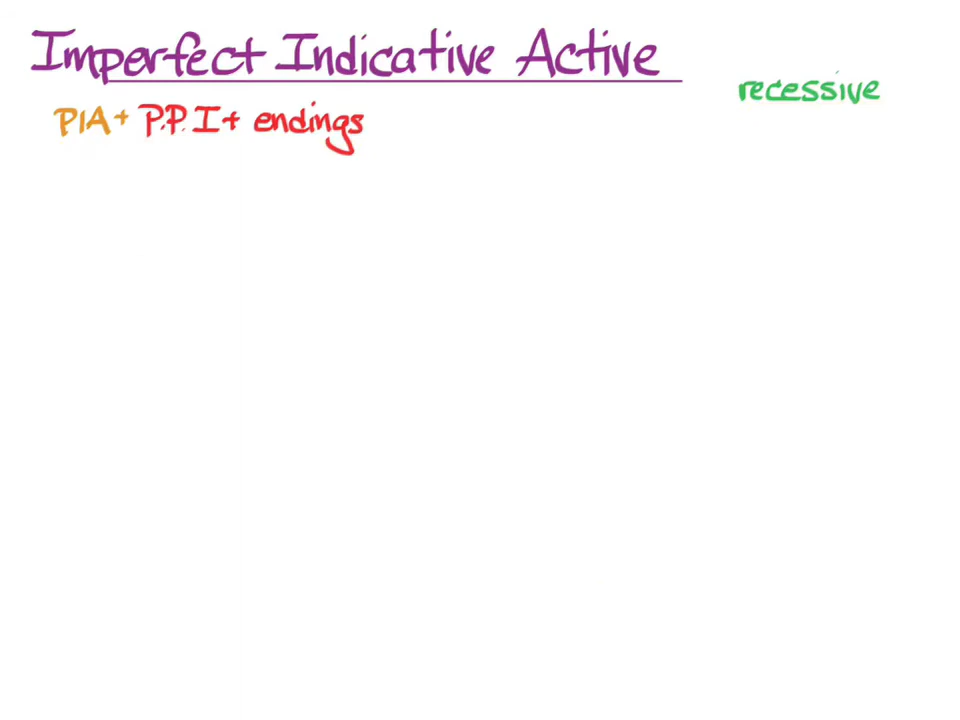 Imperfect Indicative Active
recessive
PIA+ P.P. I+ endings